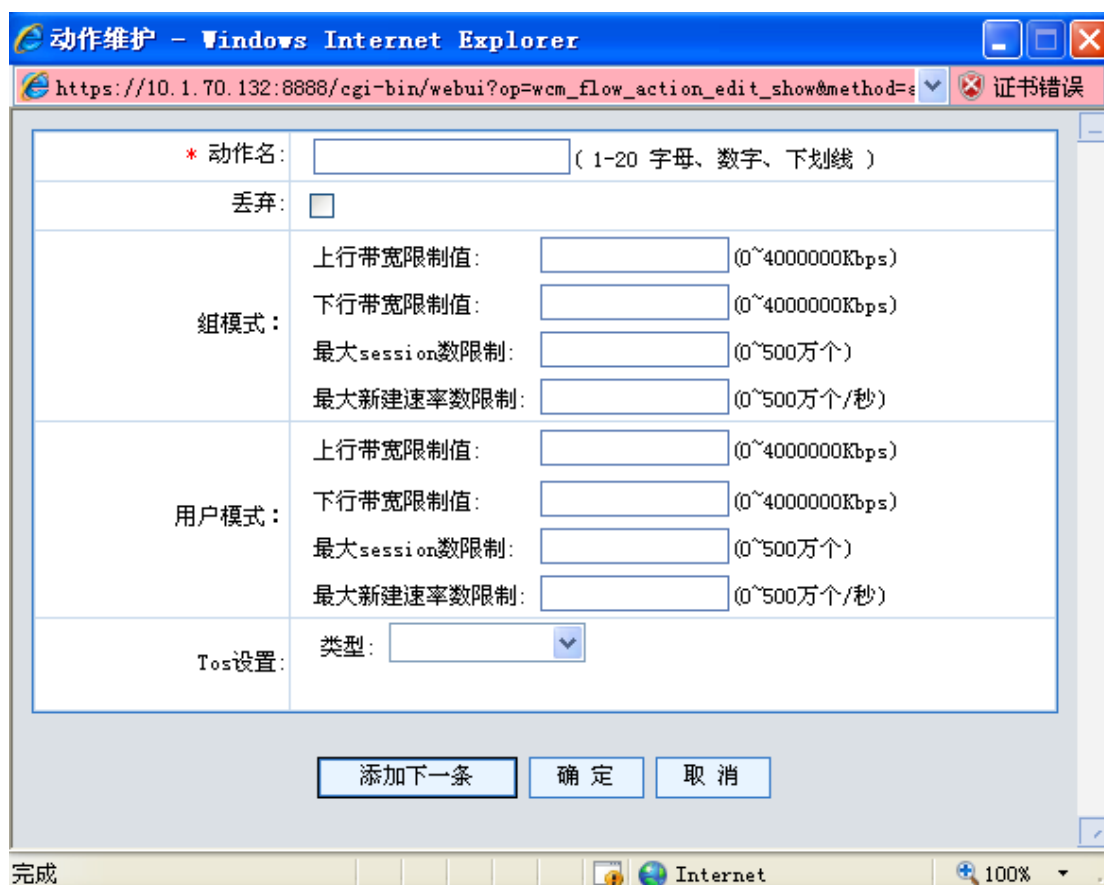 动作维护 - Windows Internet Explorer
https://10.1.70.132:8888/cgi-bin/webui?op=wcm_flow_action_edit_show&method=a 证书错误
* 动作名: ( 1-20 字母、数字、下划线 )
丢弃:
组模式:
上行带宽限制值: (0~4000000Kbps)
下行带宽限制值: (0~4000000Kbps)
最大session数限制: (0~500万个)
最大新建速率数限制: (0~500万个/秒)
用户模式:
上行带宽限制值: (0~4000000Kbps)
下行带宽限制值: (0~4000000Kbps)
最大session数限制: (0~500万个)
最大新建速率数限制: (0~500万个/秒)
Tos设置: 类型:
添加下一条 确 定 取 消
完成 Internet 100%